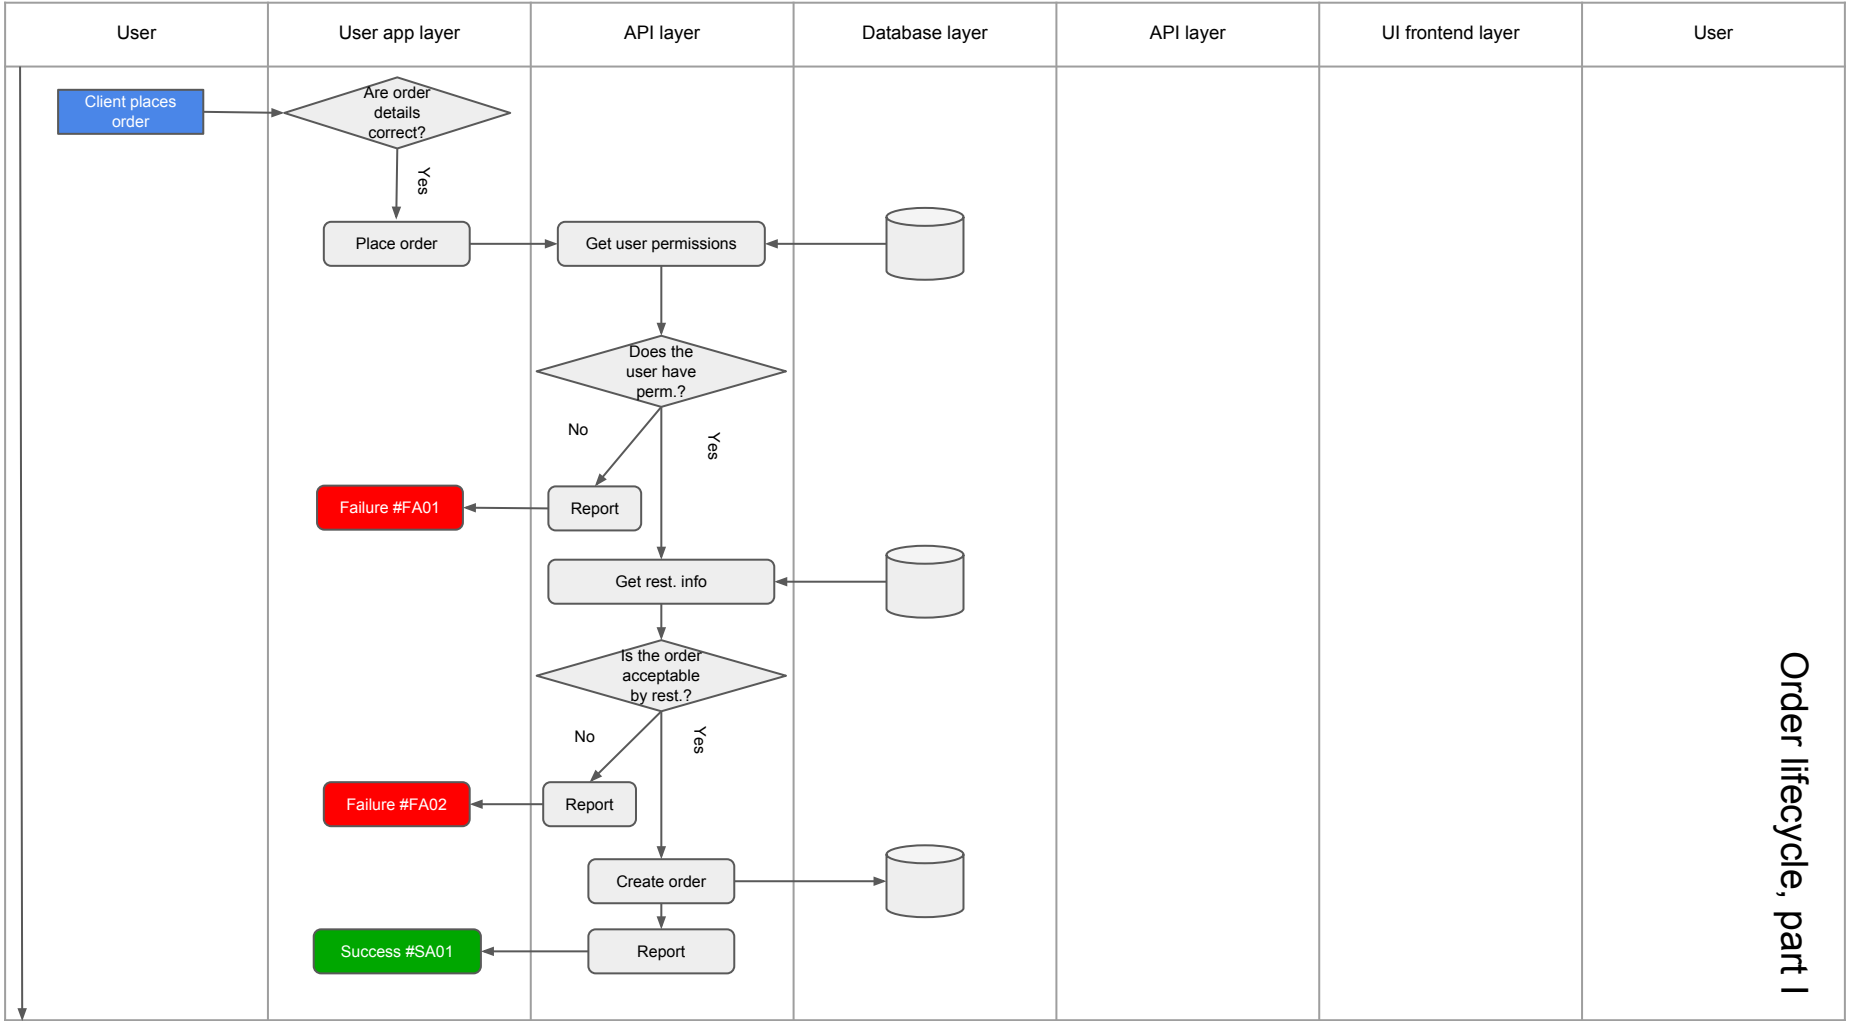 User
User app layer
API layer
Database layer
API layer
UI frontend layer
User
Client places
order
Are order
details
correct?
Yes
Place order
Get user permissions
Does the
user have
perm.?
No
Yes
Failure #FA01
Report
Get rest. info
Is the order
acceptable
by rest.?
No
Yes
Failure #FA02
Report
Create order
Success #SA01
Report
Order lifecycle, part I